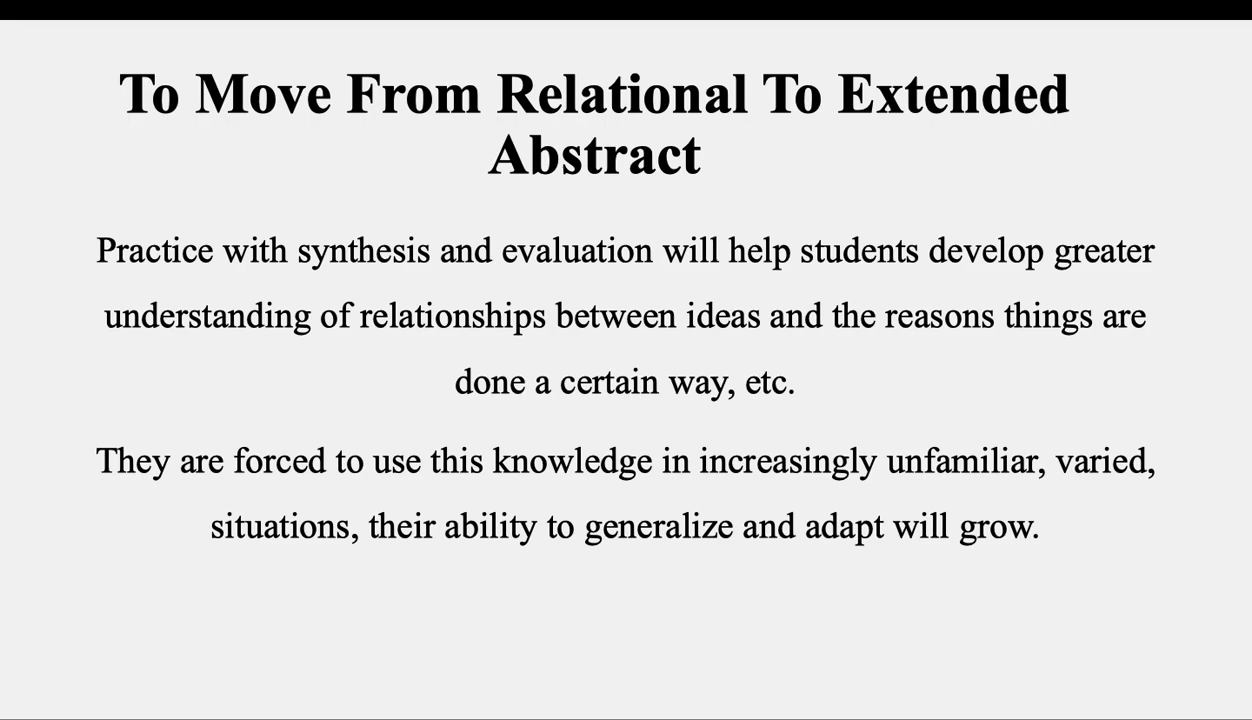 To Move From Relational To Extended
Abstract
Practice with synthesis and evaluation will help students develop greater
understanding of relationships between ideas and the reasons things are
done a certain way, etc.
They are forced to use this knowledge in increasingly unfamiliar, varied,
situations, their ability to generalize and adapt will grow.